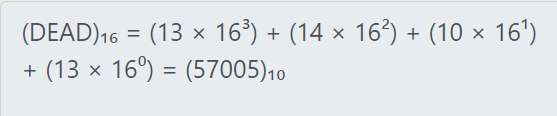 (DEAD)₁₆ = (13 × 16³) + (14 × 16²) + (10 × 16¹)
+ (13 × 16⁰) = (57005)₁₀